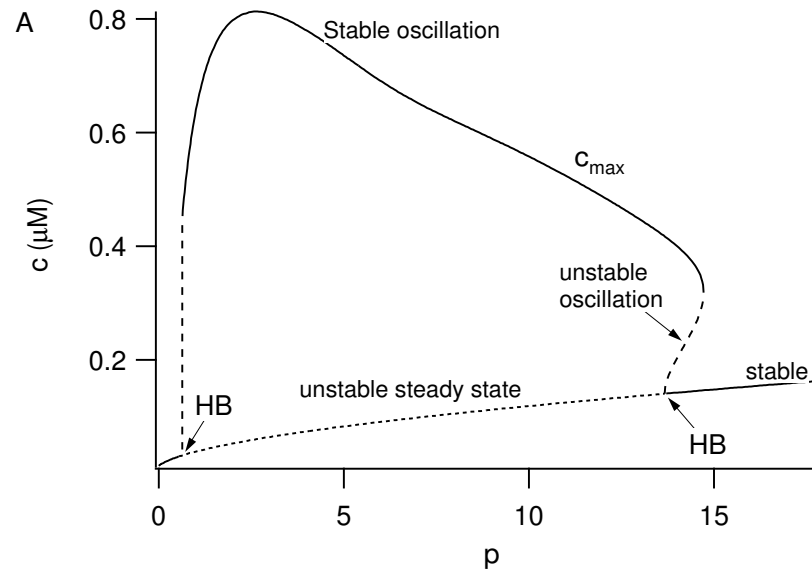 A
0.8
Stable oscillation
0.6
c_max
c (μM)
0.4
unstable
oscillation
0.2
stable
unstable steady state
HB
HB
0
5
10
15
p